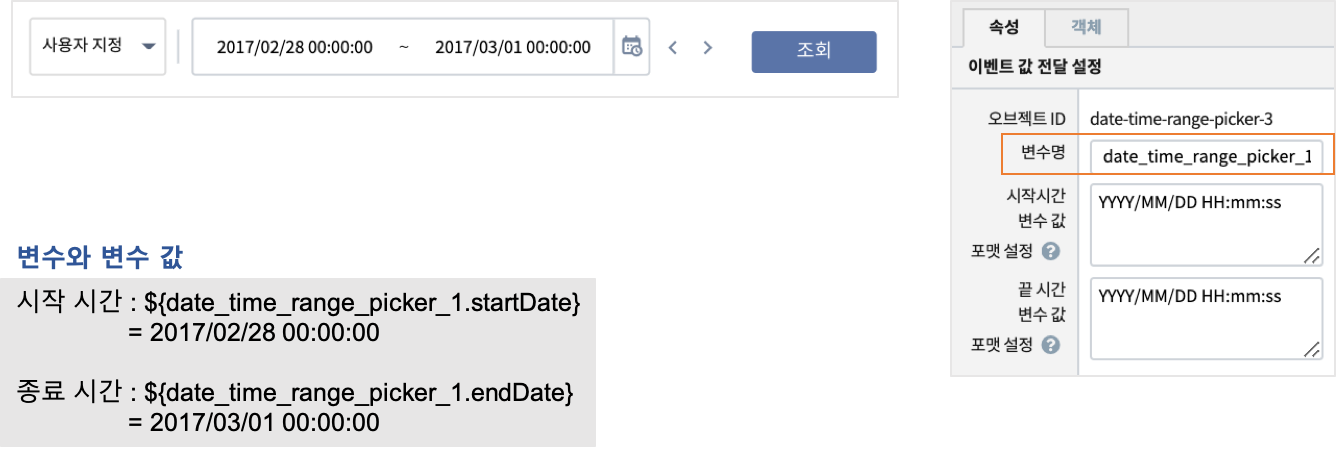 사용자 지정
2017/02/28 00:00:00 ~ 2017/03/01 00:00:00
조회
속성 객체
이벤트 값 전달 설정
오브젝트 ID date-time-range-picker-3
변수명 date_time_range_picker_1
시작시간
변수 값
포맷 설정 ?
YYYY/MM/DD HH:mm:ss
끝 시간
변수 값
포맷 설정 ?
YYYY/MM/DD HH:mm:ss
변수와 변수 값
시작 시간 : ${date_time_range_picker_1.startDate}
= 2017/02/28 00:00:00
종료 시간 : ${date_time_range_picker_1.endDate}
= 2017/03/01 00:00:00